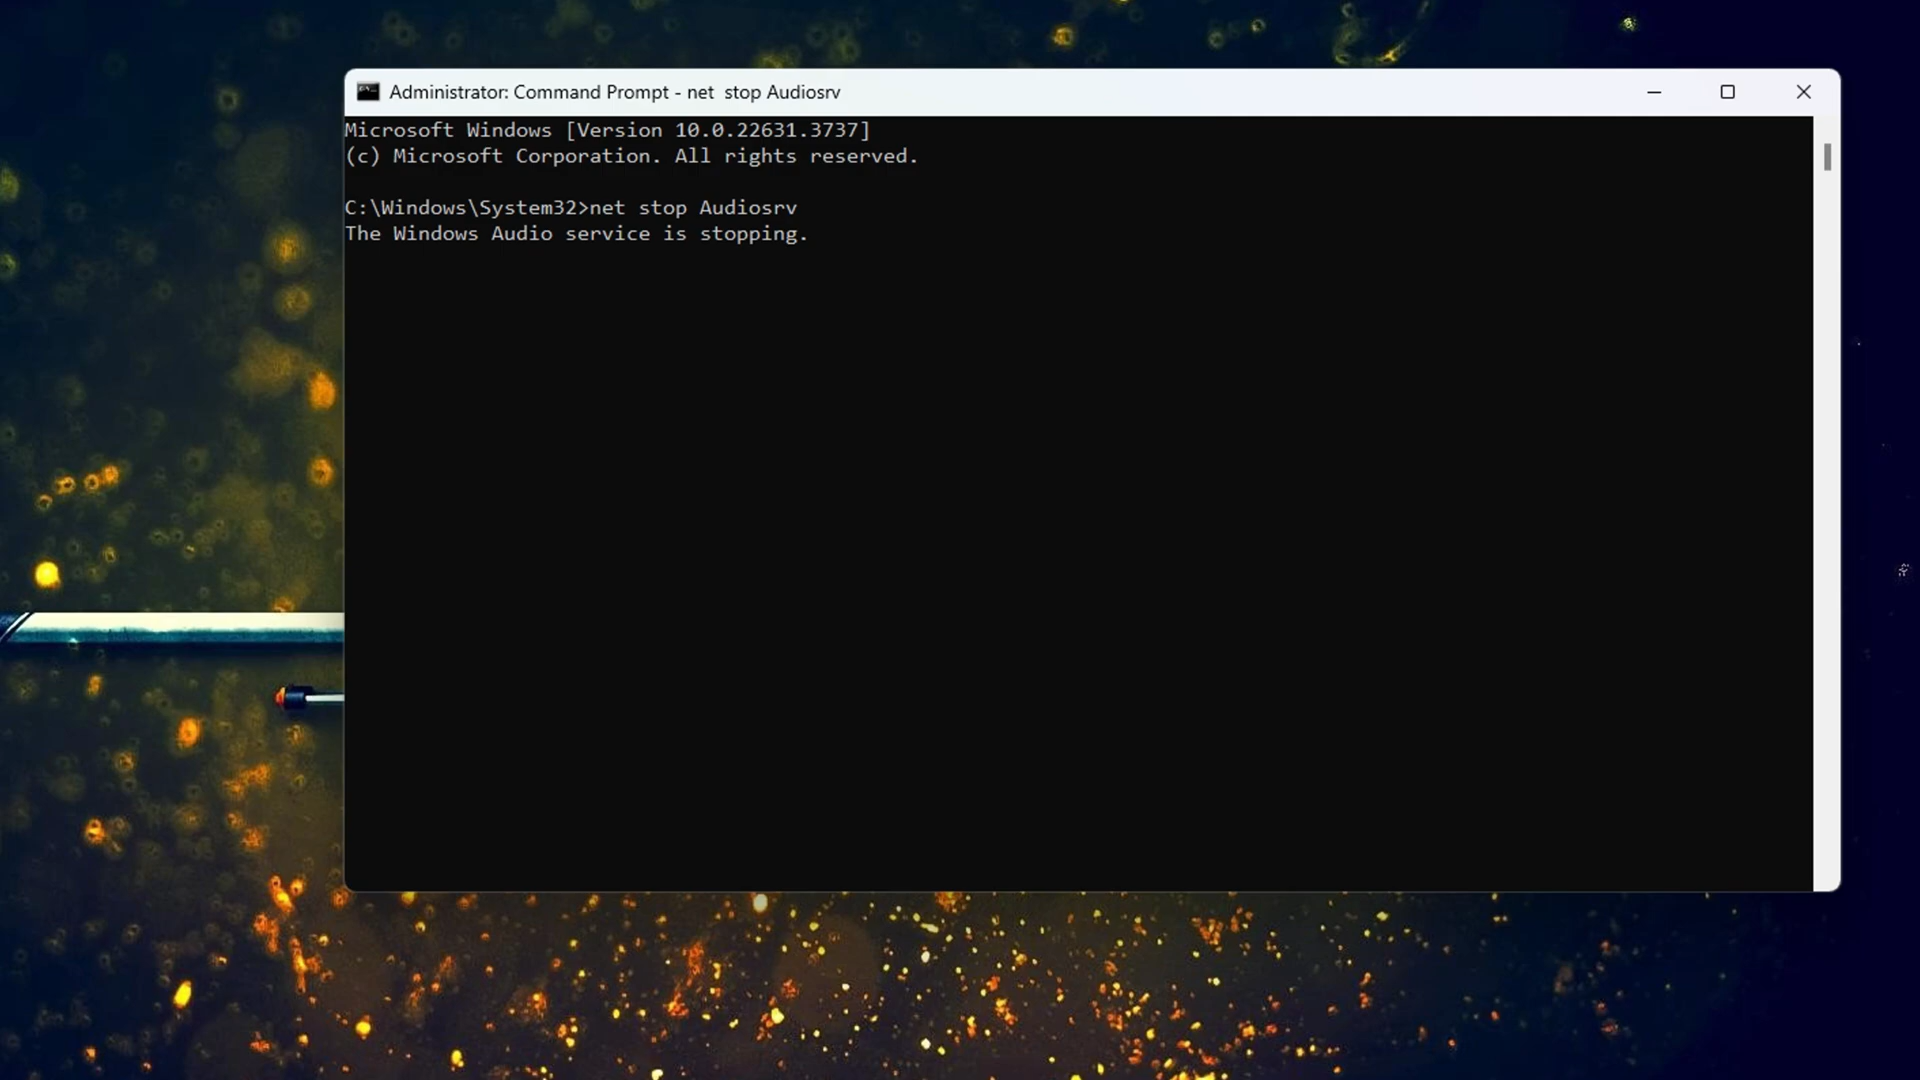 Administrator: Command Prompt - net  stop Audiosrv
Microsoft Windows [Version 10.0.22631.3737]
(c) Microsoft Corporation. All rights reserved.
C:\Windows\System32>net stop Audiosrv
The Windows Audio service is stopping.